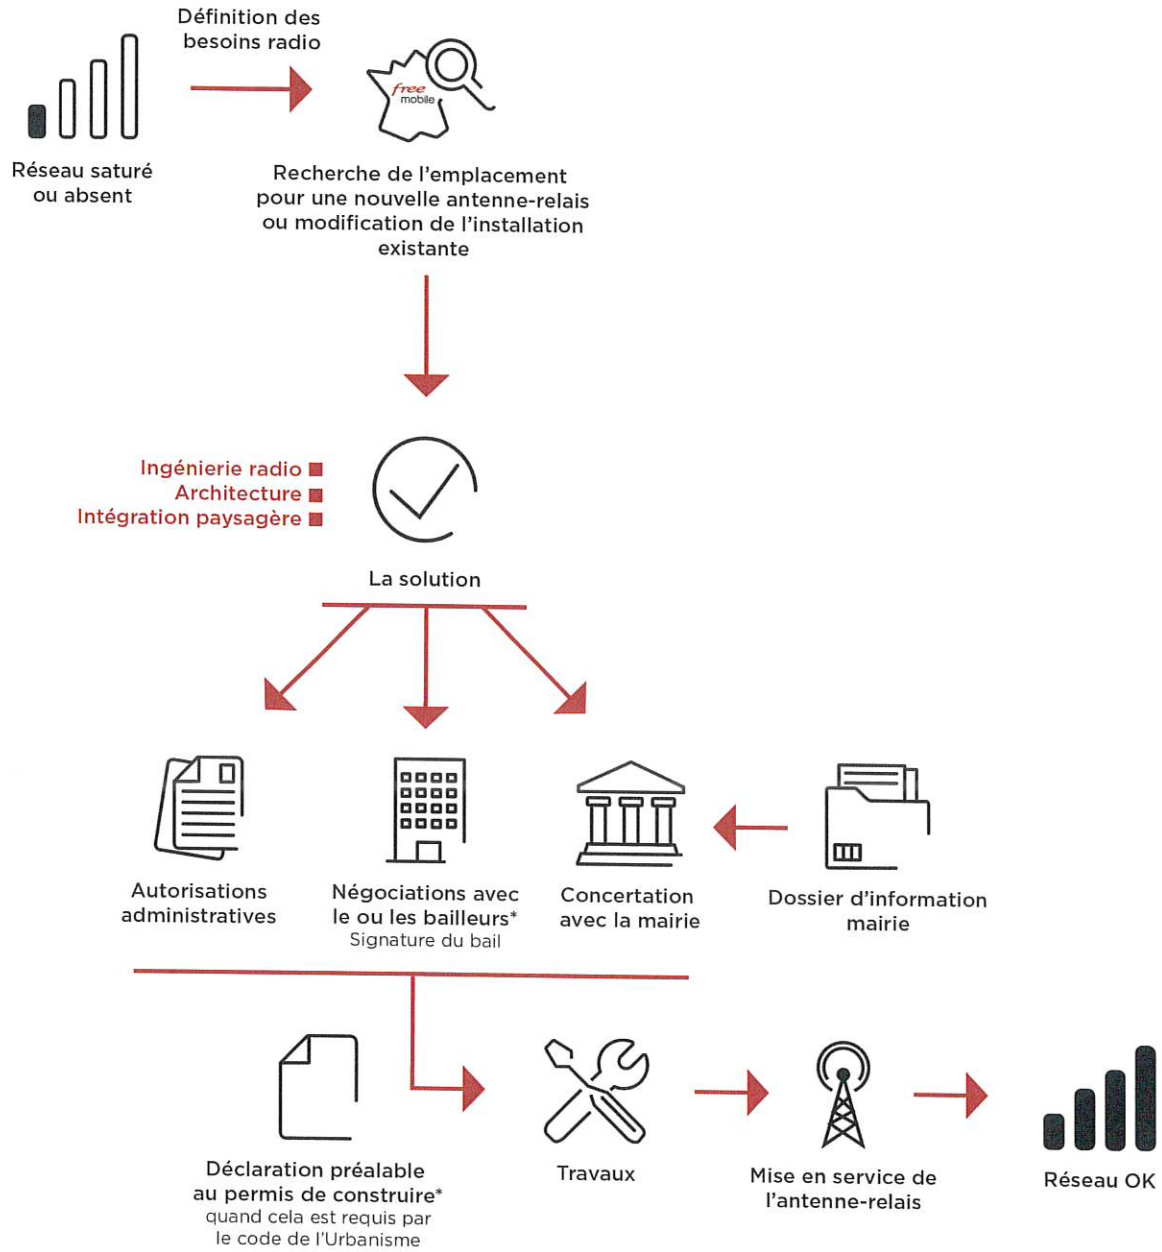 Définition des
besoins radio
free
mobile
Réseau saturé
ou absent
Recherche de l'emplacement
pour une nouvelle antenne-relais
ou modification de l'installation
existante
Ingénierie radio
Architecture
Intégration paysagère
La solution
Autorisations
administratives
Négociations avec
le ou les bailleurs*
Signature du bail
Concertation
avec la mairie
Dossier d'information
mairie
Déclaration préalable
au permis de construire*
quand cela est requis par
le code de l'Urbanisme
Travaux
Mise en service de
l'antenne-relais
Réseau OK